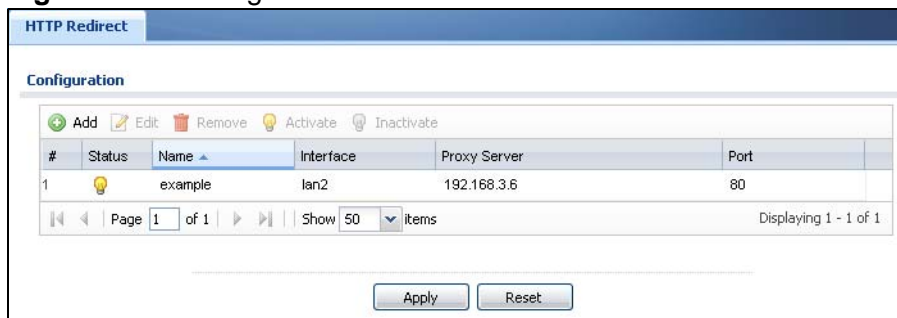 HTTP Redirect
Configuration
Add Edit Remove Activate Inactivate
# Status Name Interface Proxy Server Port
1 example lan2 192.168.3.6 80
Page 1 of 1 Show 50 items Displaying 1 - 1 of 1
Apply Reset